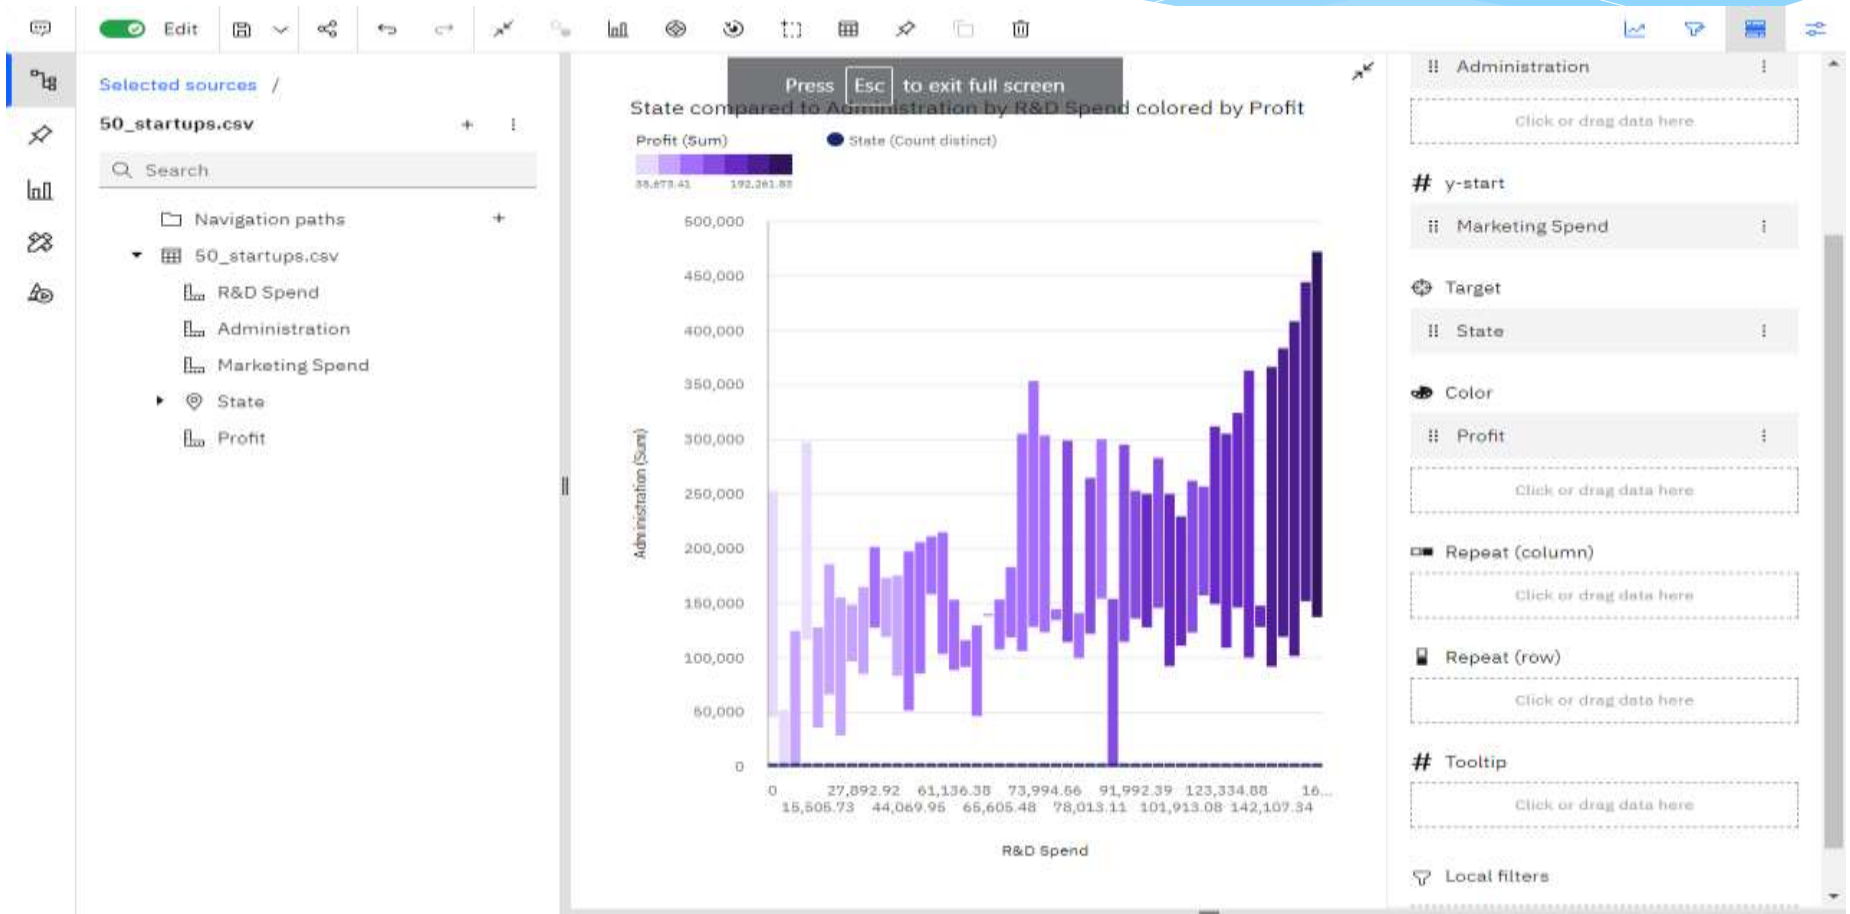 Edit
Press Esc to exit full screen
Selected sources /
50_startups.csv
Search
Navigation paths
50_startups.csv
R&D Spend
Administration
Marketing Spend
State
Profit
State compared to Administration by R&D Spend colored by Profit
Profit (Sum)
State (Count distinct)
38,673.41 192,261.83
500,000
450,000
400,000
350,000
300,000
250,000
200,000
150,000
100,000
50,000
0
Administration (Sum)
0 27,892.92 61,136.38 73,994.56 91,992.39 123,334.88 16...
15,505.73 44,069.95 65,605.48 78,013.11 101,913.08 142,107.34
R&D Spend
Administration
Click or drag data here
# y-start
Marketing Spend
Target
State
Color
Profit
Click or drag data here
Repeat (column)
Click or drag data here
Repeat (row)
Click or drag data here
# Tooltip
Click or drag data here
Local filters